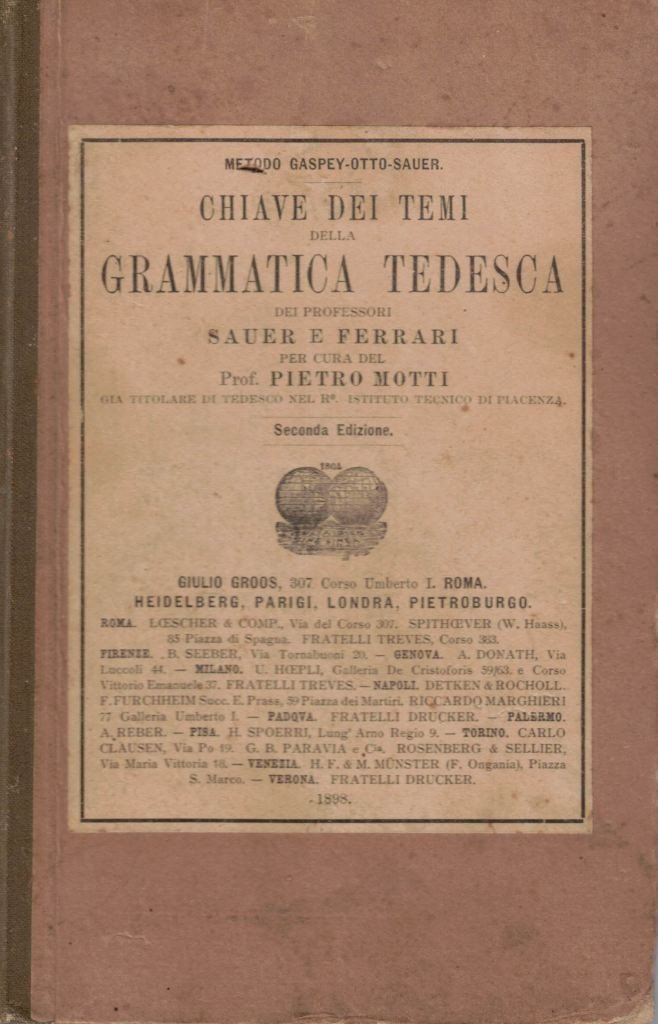 METODO GASPEY-OTTO-SAUER.
CHIAVE DEI TEMI
DELLA
GRAMMATICA TEDESCA
DEI PROFESSORI
SAUER E FERRARI
PER CURA DEL
Prof. PIETRO MOTTI
GIA TITOLARE DI TEDESCO NEL Rº. ISTITUTO TECNICO DI PIACENZA.
Seconda Edizione.
GIULIO GROOS, 307 Corso Umberto I. ROMA.
HEIDELBERG, PARIGI, LONDRA, PIETROBURGO.
ROMA. LŒSCHER & COMP., Via del Corso 307. SPITHŒVER (W. Haass),
85 Piazza di Spagna. FRATELLI TREVES, Corso 383.
FIRENZE. B. SEEBER, Via Tornabuoni 20. — GENOVA. A. DONATH, Via
Luccoli 44. — MILANO. U. HŒPLI, Galleria De Cristoforis 59/63. e Corso
Vittorio Emanuele 37. FRATELLI TREVES. — NAPOLI. DETKEN & ROCHOLL.
F. FURCHHEIM Succ. E. Prass, 59 Piazza dei Martiri. RICCARDO MARGHIERI
77 Galleria Umberto I. — PADOVA. FRATELLI DRUCKER. — PALERMO.
A. REBER. — PISA. H. SPOERRI, Lung' Arno Regio 9. — TORINO. CARLO
CLAUSEN, Via Po 19. G. B. PARAVIA e Cia. ROSENBERG & SELLIER,
Via Maria Vittoria 18. — VENEZIA. H. F. & M. MÜNSTER (F. Ongania), Piazza
S. Marco. — VERONA. FRATELLI DRUCKER.
1898.